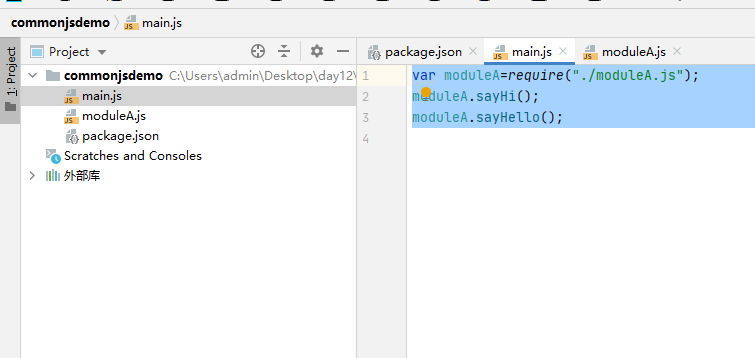 commonjsdemo main.js
1: Project
Project
package.json main.js moduleA.js
commonjsdemo C:\Users\admin\Desktop\day12\
main.js
moduleA.js
package.json
Scratches and Consoles
外部库
1 var moduleA=require("./moduleA.js");
2 moduleA.sayHi();
3 moduleA.sayHello();
4